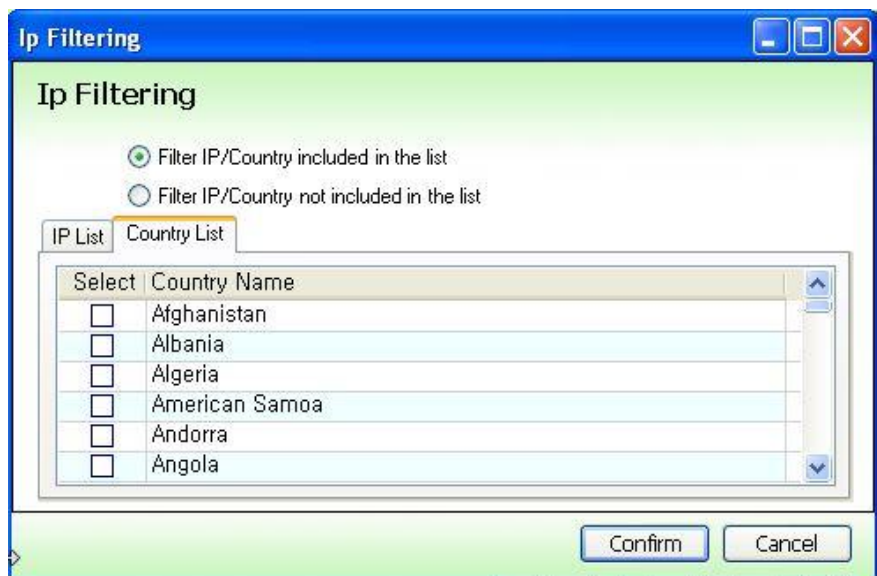 Ip Filtering
Ip Filtering
Filter IP/Country included in the list
Filter IP/Country not included in the list
IP List Country List
Select Country Name
Afghanistan
Albania
Algeria
American Samoa
Andorra
Angola
Confirm Cancel